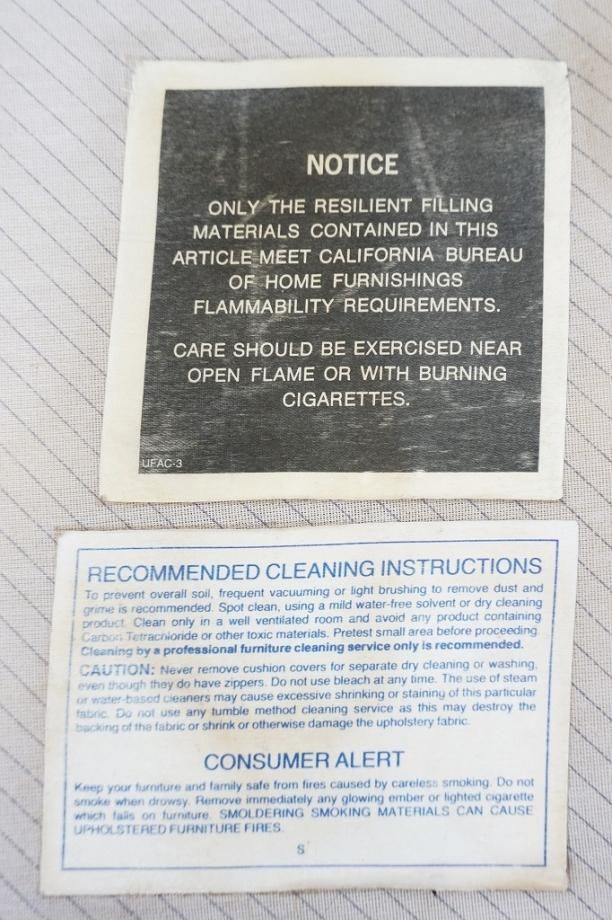 NOTICE
ONLY THE RESILIENT FILLING
MATERIALS CONTAINED IN THIS
ARTICLE MEET CALIFORNIA BUREAU
OF HOME FURNISHINGS
FLAMMABILITY REQUIREMENTS.
CARE SHOULD BE EXERCISED NEAR
OPEN FLAME OR WITH BURNING
CIGARETTES.
UFAC-3
RECOMMENDED CLEANING INSTRUCTIONS
To prevent overall soil, frequent vacuuming or light brushing to remove dust and
grime is recommended. Spot clean, using a mild water-free solvent or dry cleaning
product. Clean only in a well ventilated room and avoid any product containing
Carbon Tetrachloride or other toxic materials. Pretest small area before proceeding.
Cleaning by a professional furniture cleaning service only is recommended.
CAUTION: Never remove cushion covers for separate dry cleaning or washing,
even though they do have zippers. Do not use bleach at any time. The use of steam
or water-based cleaners may cause excessive shrinking or staining of this particular
fabric. Do not use any tumble method cleaning service as this may destroy the
backing of the fabric or shrink or otherwise damage the upholstery fabric.
CONSUMER ALERT
Keep your furniture and family safe from fires caused by careless smoking. Do not
smoke when drowsy. Remove immediately any glowing ember or lighted cigarette
which falls on furniture. SMOLDERING SMOKING MATERIALS CAN CAUSE
UPHOLSTERED FURNITURE FIRES.
S